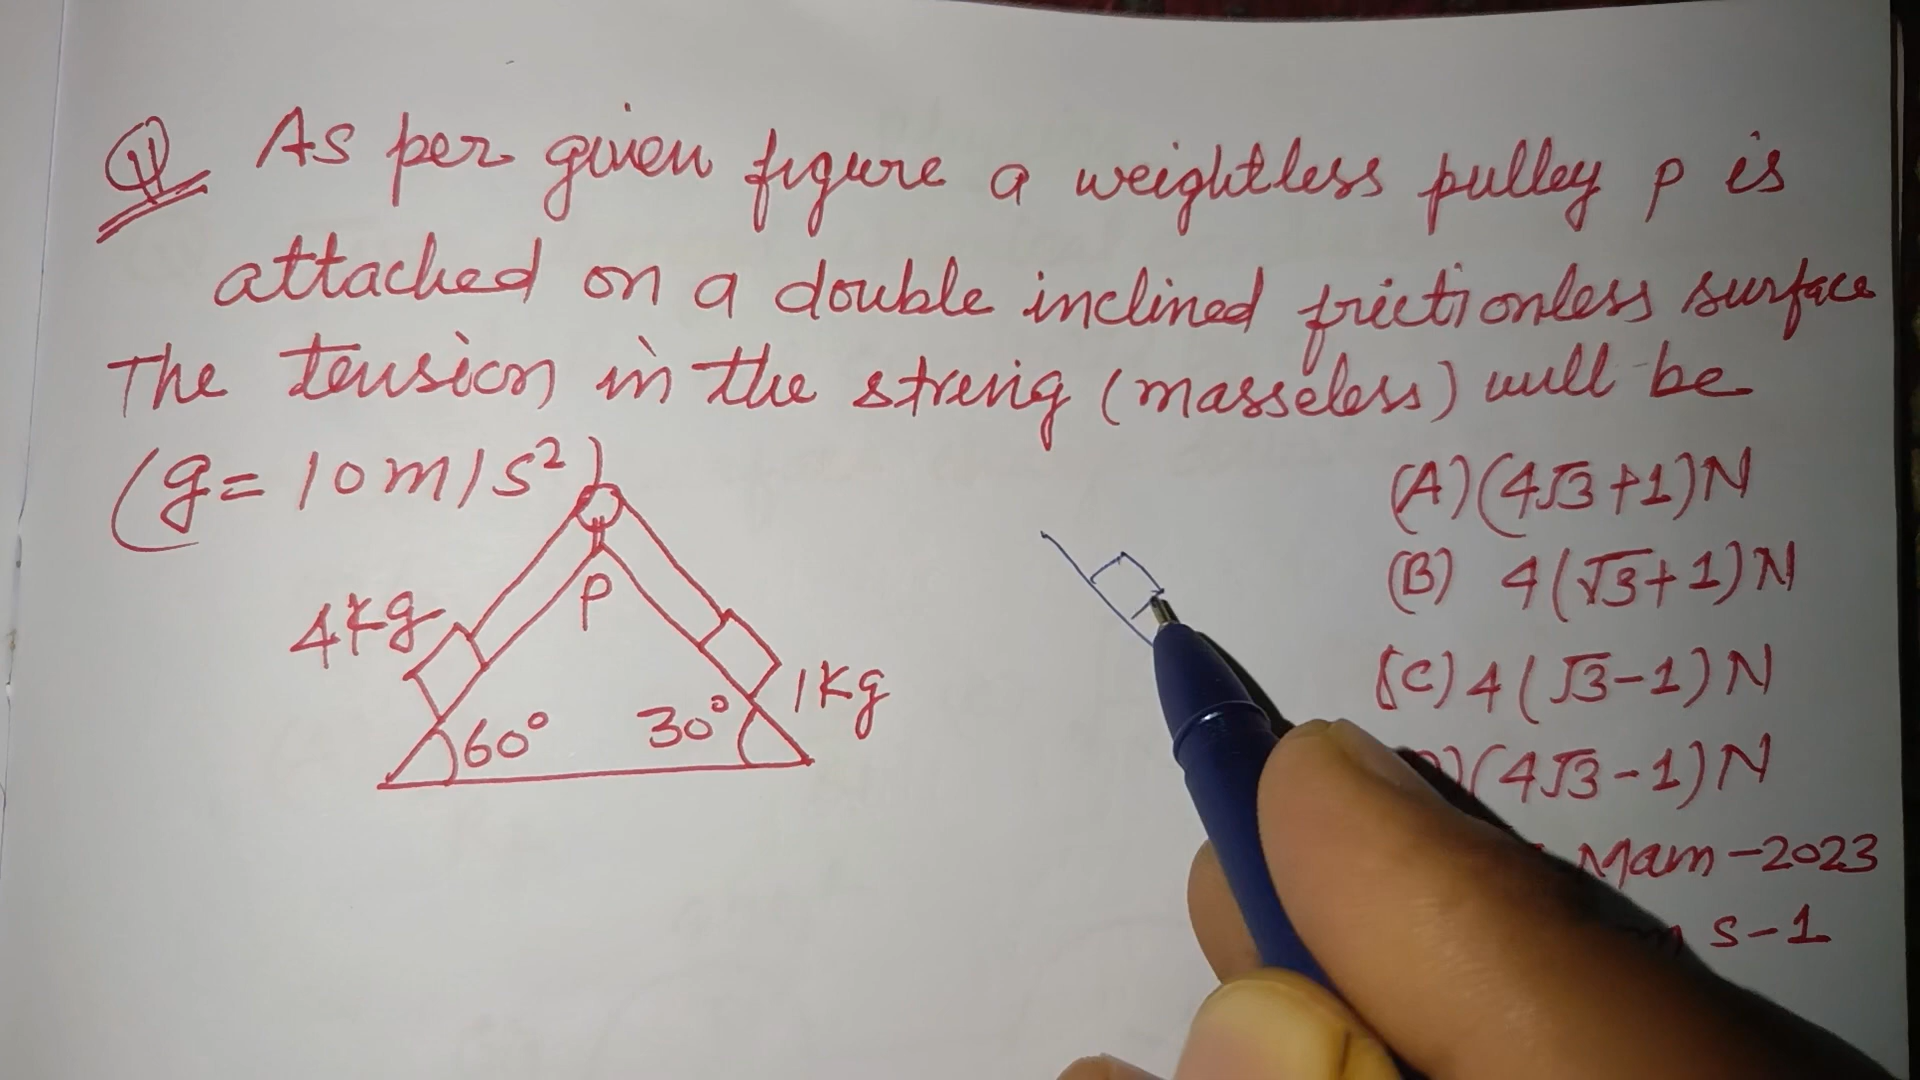 Q As per given figure a weightless pulley p is
attached on a double inclined frictionless surface
The tension in the string (masseless) will be
(g = 10 m/s²)
P
4kg
1kg
60°
30°
(A) (4√3+1)N
(B) 4(√3+1)N
(C) 4(√3-1)N
(4√3-1)N
Mam-2023
S-1